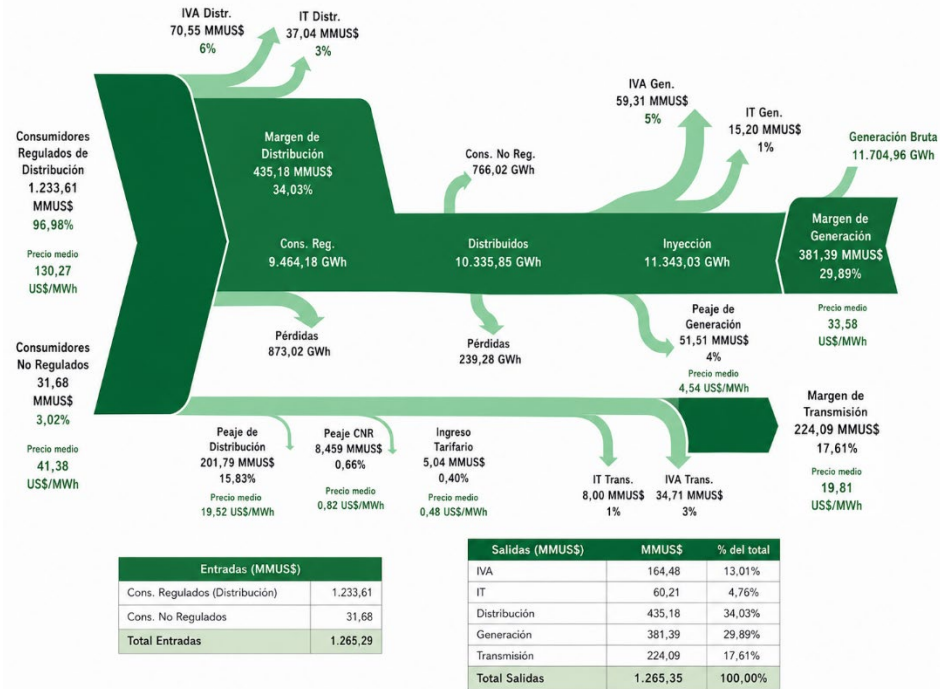 IVA Distr.
70,55 MMUS$
6%
IT Distr.
37,04 MMUS$
3%
IVA Gen.
59,31 MMUS$
5%
IT Gen.
15,20 MMUS$
1%
Generación Bruta
11.704,96 GWh
Consumidores
Regulados de
Distribución
1.233,61
MMUS$
96,98%
Precio medio
130,27
US$/MWh
Margen de
Distribución
435,18 MMUS$
34,03%
Cons. No Reg.
766,02 GWh
Cons. Reg.
9.464,18 GWh
Distribuidos
10.335,85 GWh
Inyección
11.343,03 GWh
Margen de
Generación
381,39 MMUS$
29,89%
Precio medio
33,58
US$/MWh
Pérdidas
873,02 GWh
Pérdidas
239,28 GWh
Peaje de
Generación
51,51 MMUS$
4%
Precio medio
4,54 US$/MWh
Consumidores
No Regulados
31,68
MMUS$
3,02%
Precio medio
41,38
US$/MWh
Peaje de
Distribución
201,79 MMUS$
15,83%
Precio medio
19,52 US$/MWh
Peaje CNR
8,459 MMUS$
0,66%
Precio medio
0,82 US$/MWh
Ingreso
Tarifario
5,04 MMUS$
0,40%
Precio medio
0,48 US$/MWh
IT Trans.
8,00 MMUS$
1%
IVA Trans.
34,71 MMUS$
3%
Margen de
Transmisión
224,09 MMUS$
17,61%
Precio medio
19,81
US$/MWh
Entradas (MMUS$)
Cons. Regulados (Distribución) 1.233,61
Cons. No Regulados 31,68
Total Entradas 1.265,29
Salidas (MMUS$) MMUS$ % del total
IVA 164,48 13,01%
IT 60,21 4,76%
Distribución 435,18 34,03%
Generación 381,39 29,89%
Transmisión 224,09 17,61%
Total Salidas 1.265,35 100,00%